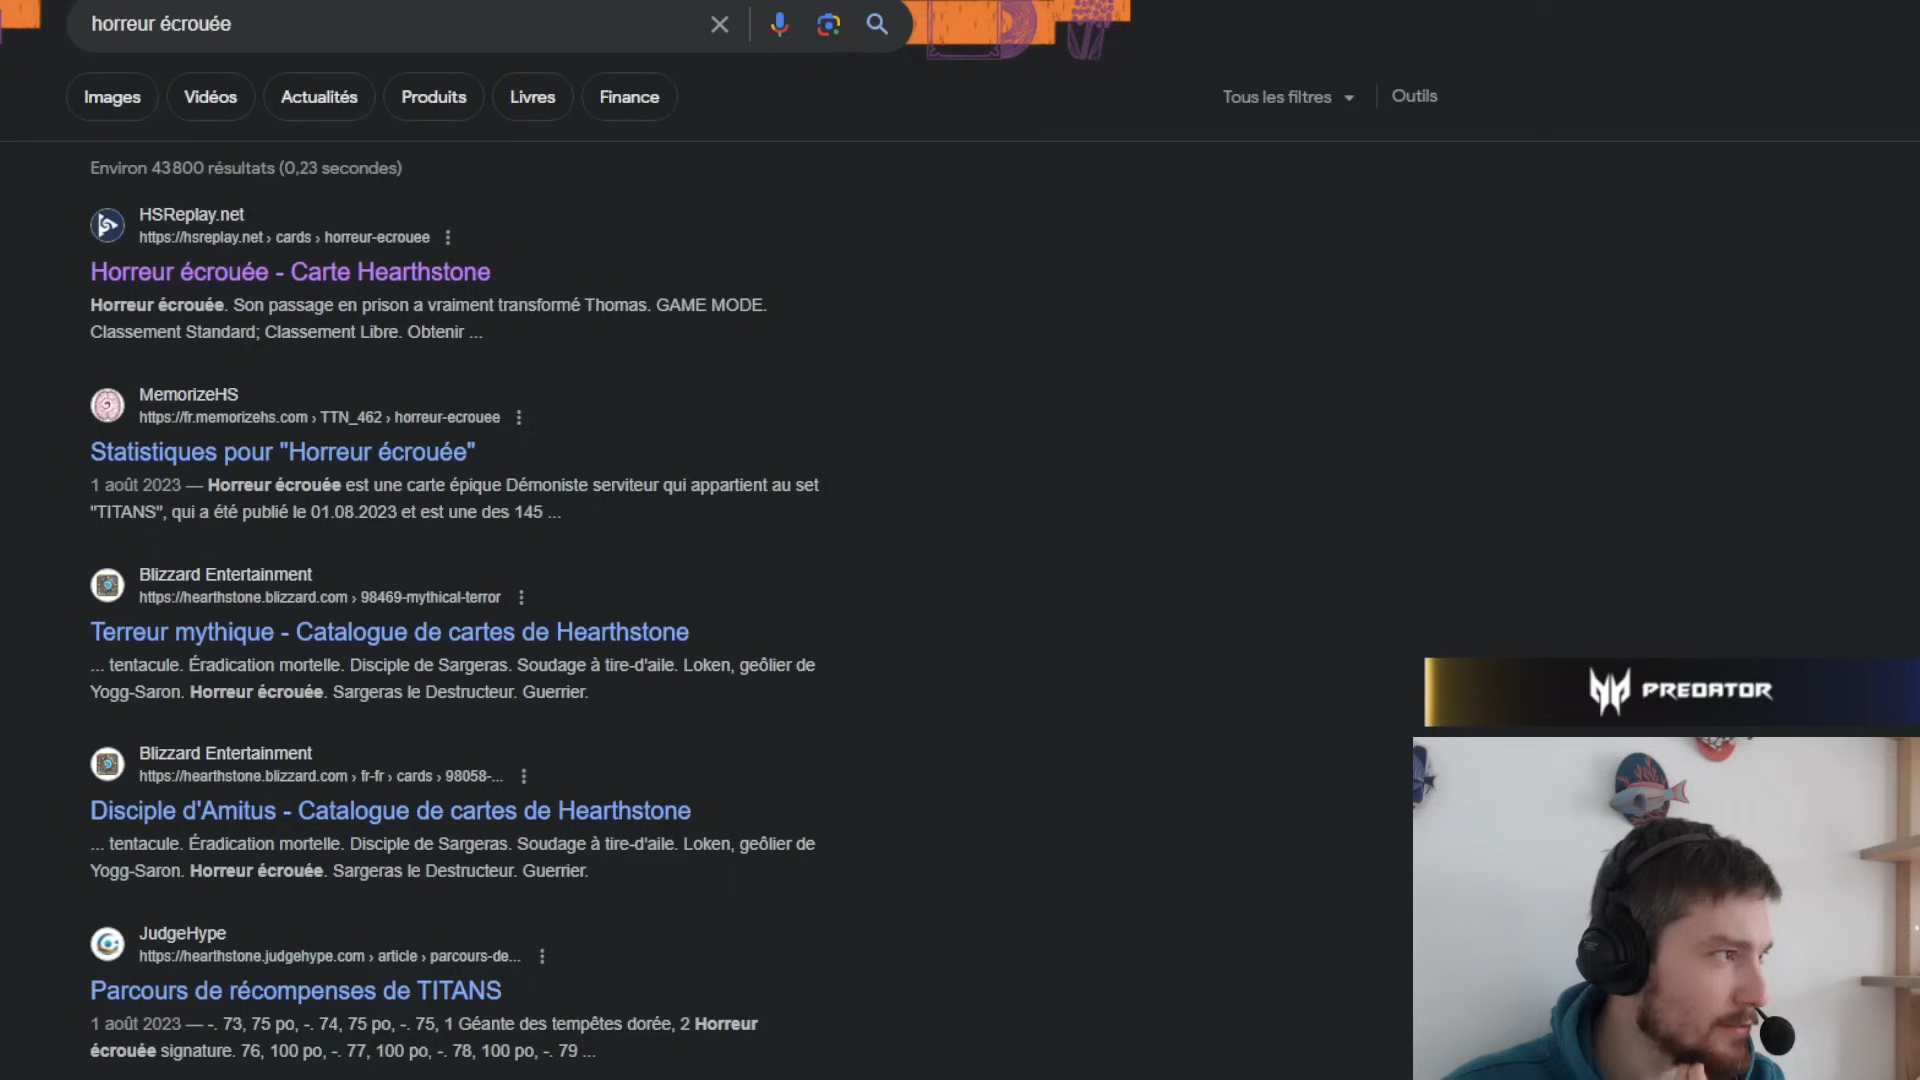 horreur écrouée
Images
Vidéos
Actualités
Produits
Livres
Finance
Tous les filtres
Outils
Environ 43 800 résultats (0,23 secondes)
HSReplay.net
https://hsreplay.net › cards › horreur-ecrouee
Horreur écrouée - Carte Hearthstone
Horreur écrouée. Son passage en prison a vraiment transformé Thomas. GAME MODE.
Classement Standard; Classement Libre. Obtenir ...
MemorizeHS
https://fr.memorizehs.com › TTN_462 › horreur-ecrouee
Statistiques pour "Horreur écrouée"
1 août 2023 — Horreur écrouée est une carte épique Démoniste serviteur qui appartient au set
"TITANS", qui a été publié le 01.08.2023 et est une des 145 ...
Blizzard Entertainment
https://hearthstone.blizzard.com › 98469-mythical-terror
Terreur mythique - Catalogue de cartes de Hearthstone
... tentacule. Éradication mortelle. Disciple de Sargeras. Soudage à tire-d'aile. Loken, geôlier de
Yogg-Saron. Horreur écrouée. Sargeras le Destructeur. Guerrier.
Blizzard Entertainment
https://hearthstone.blizzard.com › fr-fr › cards › 98058-...
Disciple d'Amitus - Catalogue de cartes de Hearthstone
... tentacule. Éradication mortelle. Disciple de Sargeras. Soudage à tire-d'aile. Loken, geôlier de
Yogg-Saron. Horreur écrouée. Sargeras le Destructeur. Guerrier.
JudgeHype
https://hearthstone.judgehype.com › article › parcours-de...
Parcours de récompenses de TITANS
1 août 2023 — -. 73, 75 po, -. 74, 75 po, -. 75, 1 Géante des tempêtes dorée, 2 Horreur
écrouée signature. 76, 100 po, -. 77, 100 po, -. 78, 100 po, -. 79 ...
PREDATOR